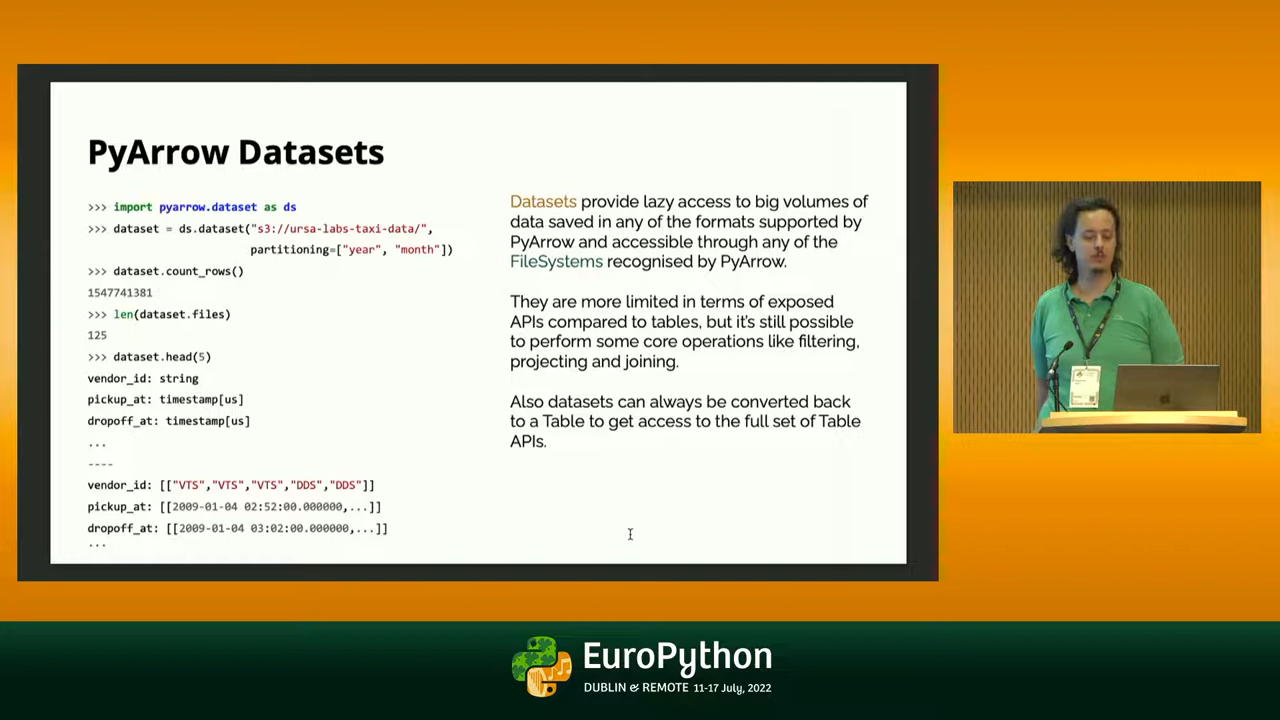 PyArrow Datasets
>>> import pyarrow.dataset as ds
>>> dataset = ds.dataset("s3://ursa-labs-taxi-data/",
partitioning=["year", "month"])
>>> dataset.count_rows()
1547741381
>>> len(dataset.files)
125
>>> dataset.head(5)
vendor_id: string
pickup_at: timestamp[us]
dropoff_at: timestamp[us]
...
----
vendor_id: [["VTS","VTS","VTS","DDS","DDS"]]
pickup_at: [[2009-01-04 02:52:00.000000,...]]
dropoff_at: [[2009-01-04 03:02:00.000000,...]]
...
Datasets provide lazy access to big volumes of
data saved in any of the formats supported by
PyArrow and accessible through any of the
FileSystems recognised by PyArrow.
They are more limited in terms of exposed
APIs compared to tables, but it's still possible
to perform some core operations like filtering,
projecting and joining.
Also datasets can always be converted back
to a Table to get access to the full set of Table
APIs.
EuroPython
DUBLIN & REMOTE 11-17 July, 2022